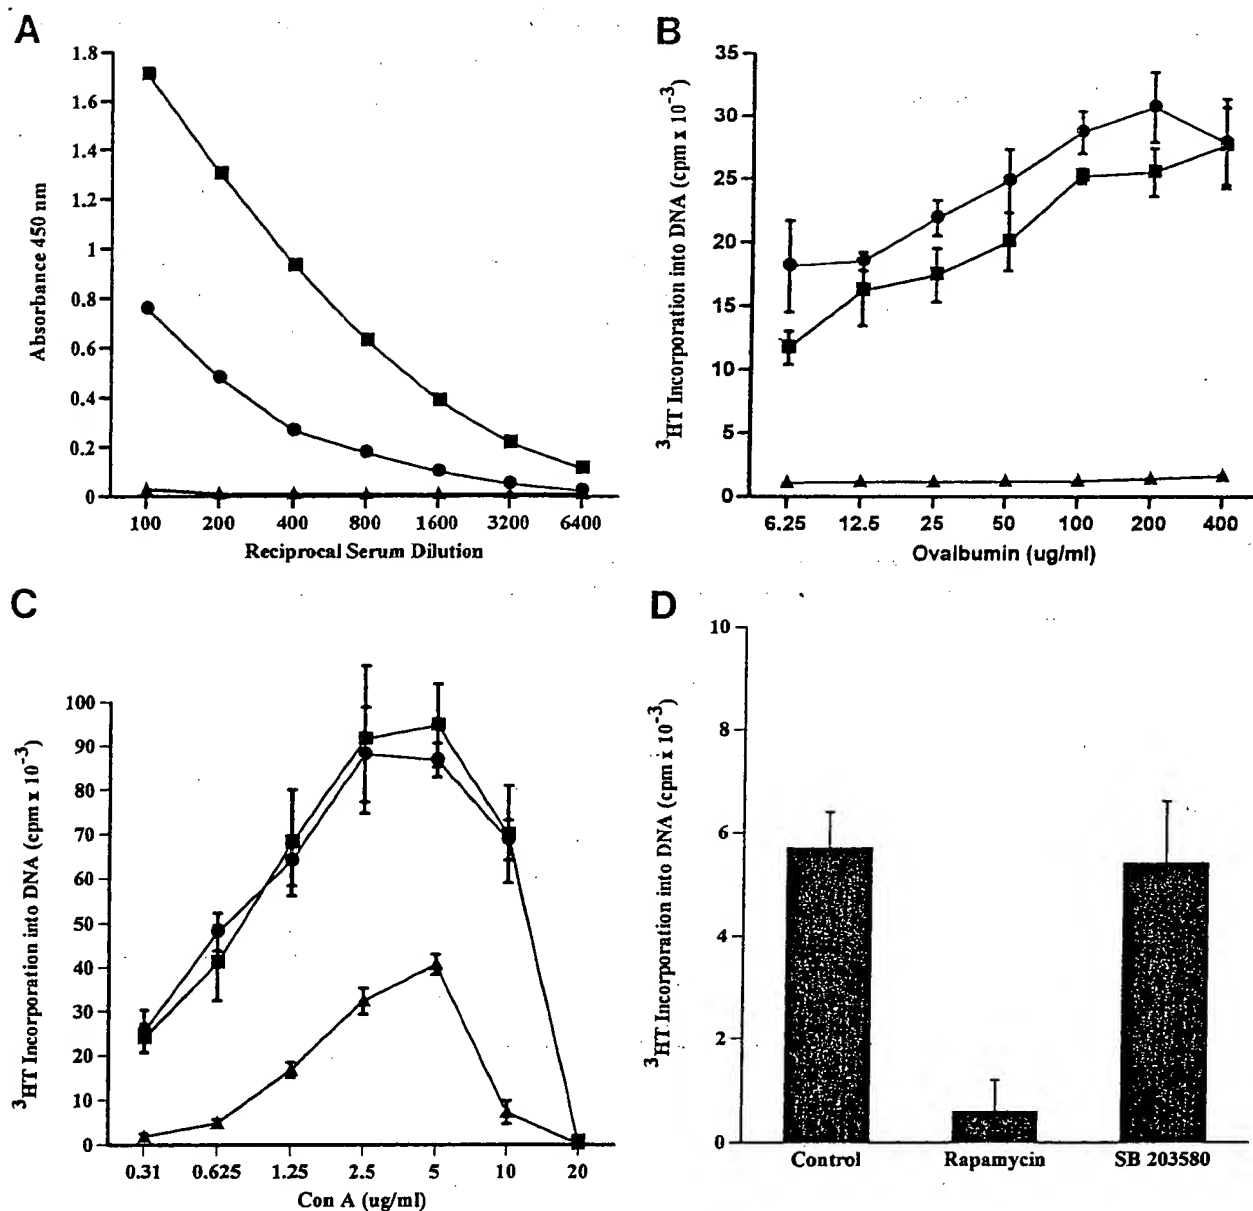 A
1.8
1.6
1.4
1.2
1
0.8
0.6
0.4
0.2
0
Absorbance 450 nm
100 200 400 800 1600 3200 6400
Reciprocal Serum Dilution
B
35
30
25
20
15
10
5
0
3HT Incorporation into DNA (cpm x 10-3)
6.25 12.5 25 50 100 200 400
Ovalbumin (ug/ml)
C
100
90
80
70
60
50
40
30
20
10
0
3HT Incorporation into DNA (cpm x 10-3)
0.31 0.625 1.25 2.5 5 10 20
Con A (ug/ml)
D
10
8
6
4
2
0
3HT Incorporation into DNA (cpm x 10-3)
Control Rapamycin SB 203580